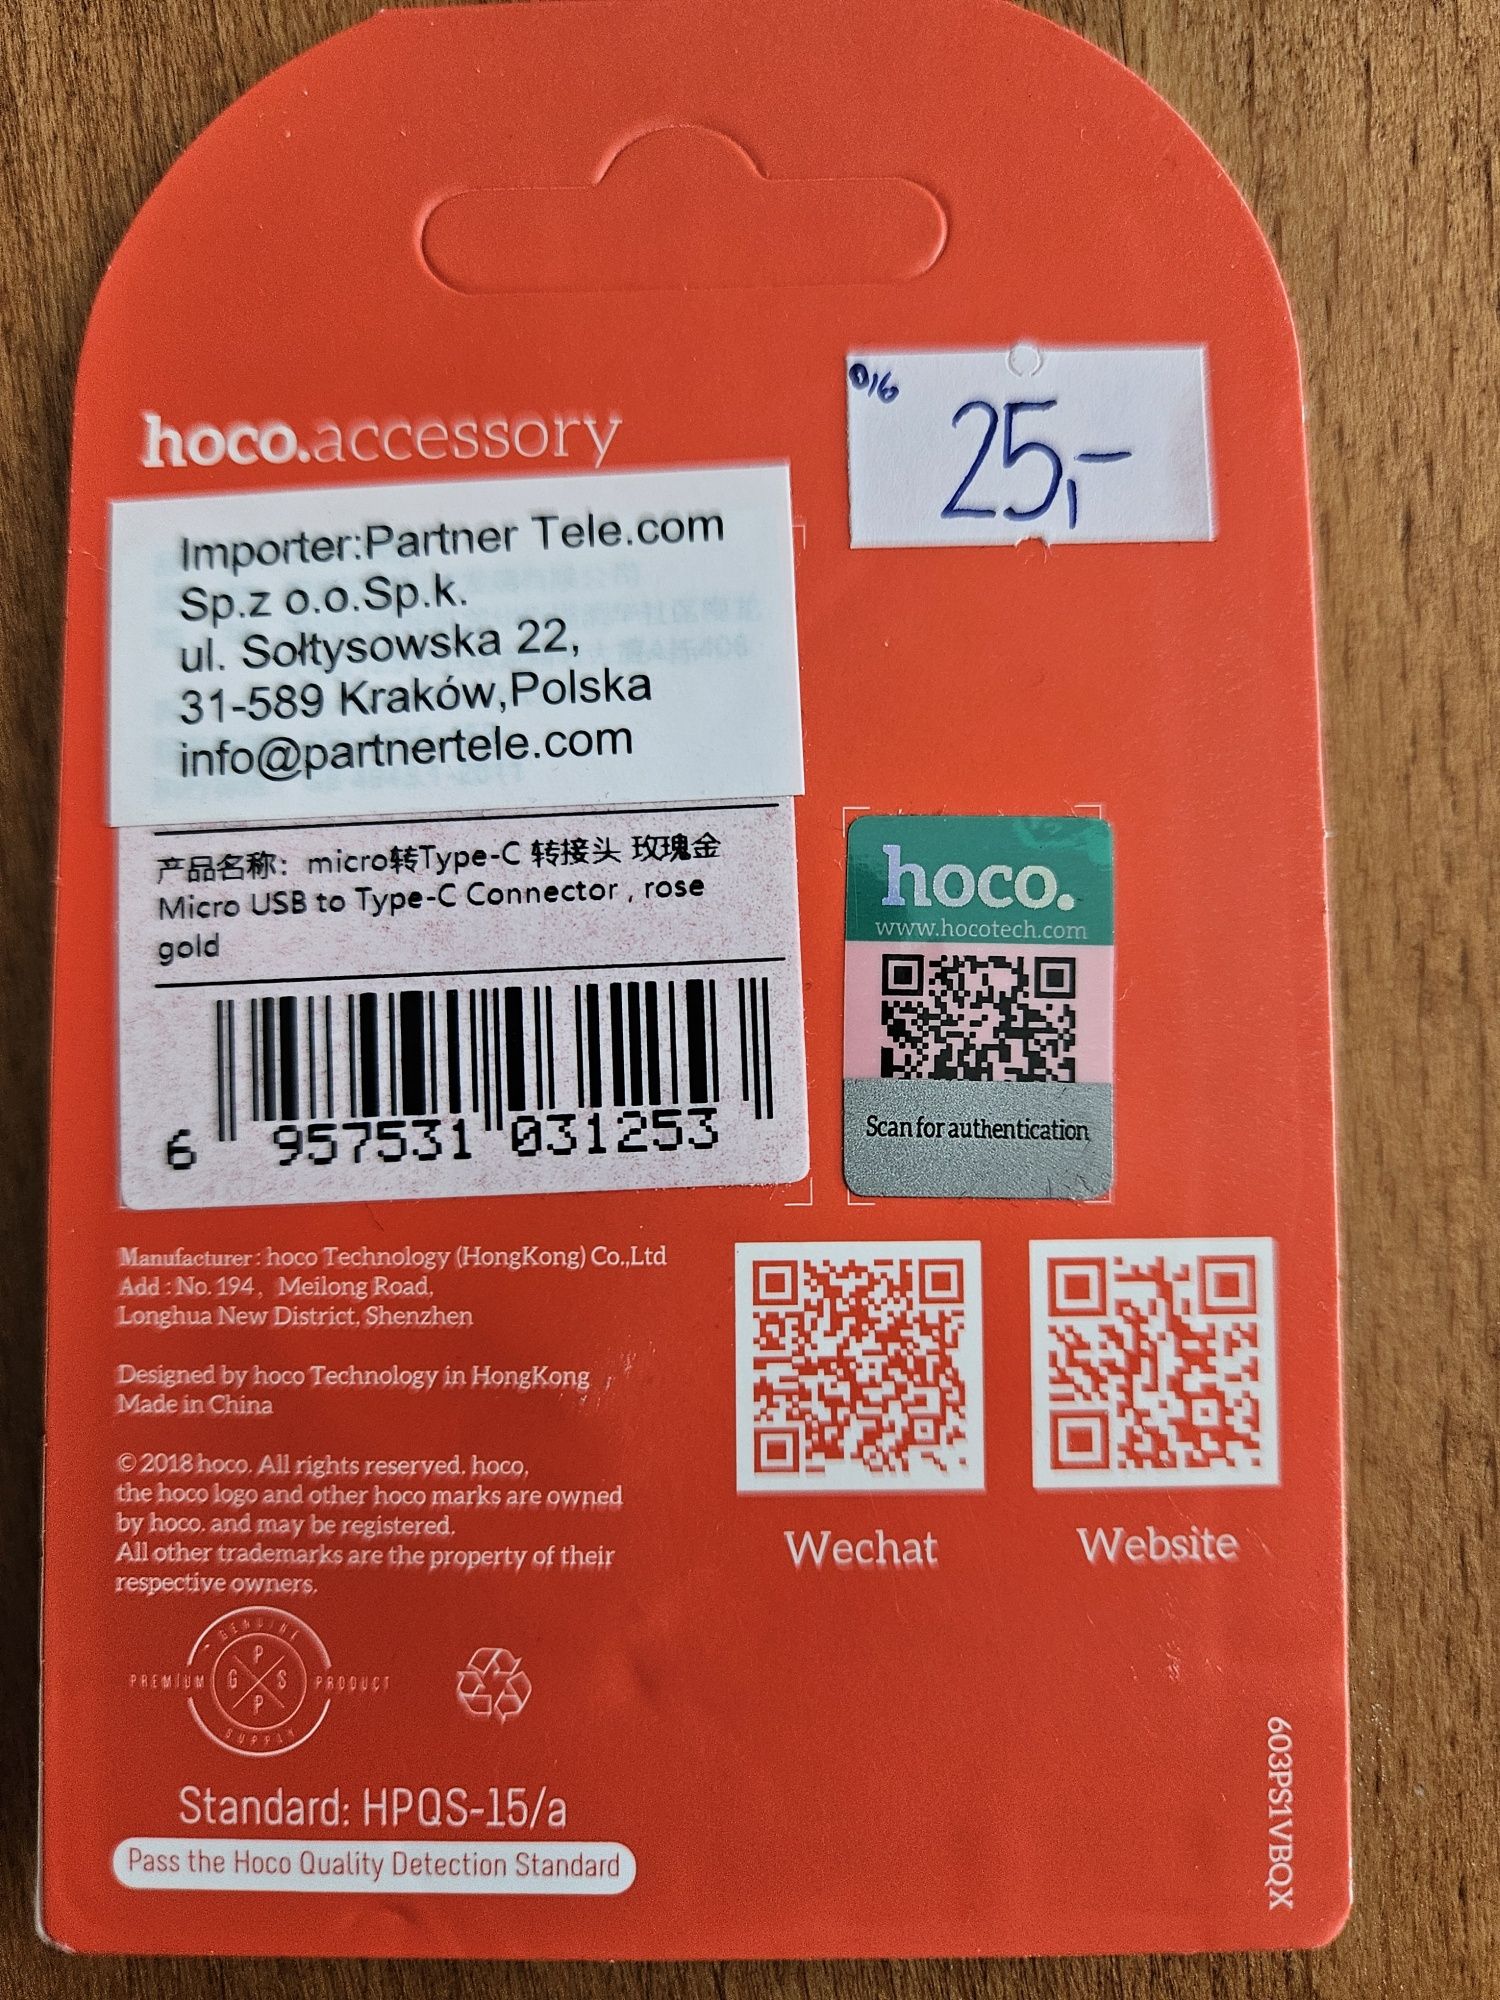 016
25,-
hoco.accessory
Importer:Partner Tele.com
Sp.z o.o.Sp.k.
ul. Sołtysowska 22,
31-589 Kraków,Polska
info@partnertele.com
产品名称：micro转Type-C 转接头 玫瑰金
Micro USB to Type-C Connector , rose
gold
6 957531 031253
hoco.
www.hocotech.com
Scan for authentication
Manufacturer : hoco Technology (HongKong) Co.,Ltd
Add : No. 194, Meilong Road,
Longhua New District, Shenzhen
Designed by hoco Technology in HongKong
Made in China
© 2018 hoco. All rights reserved. hoco,
the hoco logo and other hoco marks are owned
by hoco. and may be registered.
All other trademarks are the property of their
respective owners.
Wechat
Website
GENUINE
PREMIUM
P
G S
P
PRODUCT
SUPPLY
Standard: HPQS-15/a
Pass the Hoco Quality Detection Standard
603PS1VBQX